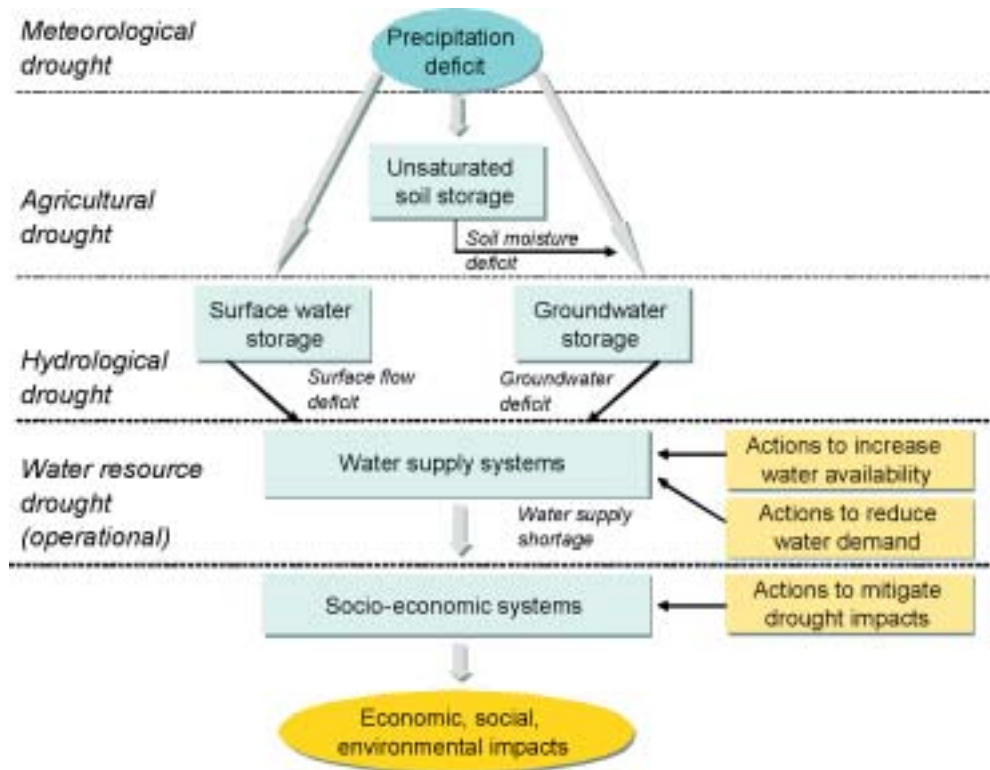 Meteorological
drought
Precipitation
deficit
Unsaturated
soil storage
Agricultural
drought
Soil moisture
deficit
Surface water
storage
Groundwater
storage
Hydrological
drought
Surface flow
deficit
Groundwater
deficit
Water resource
drought
(operational)
Water supply systems
Actions to increase
water availability
Water supply
shortage
Actions to reduce
water demand
Socio-economic systems
Actions to mitigate
drought impacts
Economic, social,
environmental impacts